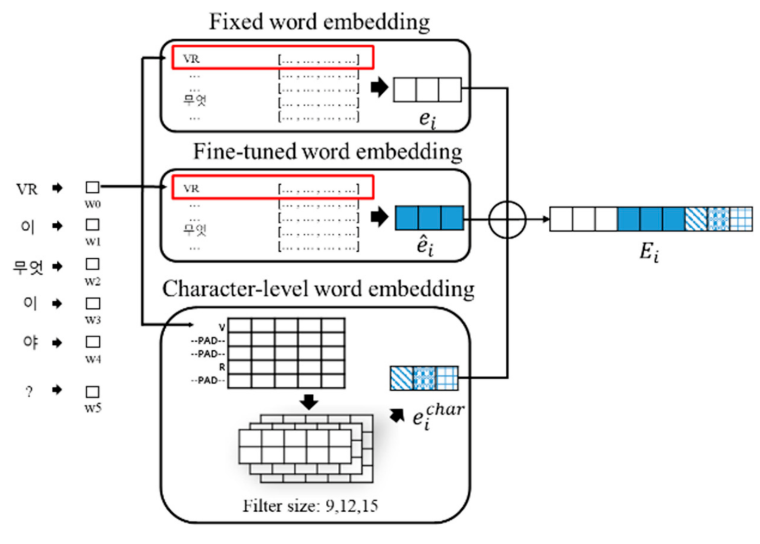 Fixed word embedding
VR [... , ... , ... , ...]
... [... , ... , ... , ...]
... [... , ... , ... , ...]
무엇 [... , ... , ... , ...]
... [... , ... , ... , ...]
e_i
Fine-tuned word embedding
VR [... , ... , ... , ...]
... [... , ... , ... , ...]
... [... , ... , ... , ...]
무엇 [... , ... , ... , ...]
... [... , ... , ... , ...]
ê_i
VR
w0
이
w1
무엇
w2
이
w3
야
w4
?
w5
E_i
Character-level word embedding
V
--PAD--
--PAD--
R
--PAD--
e_i^char
Filter size: 9,12,15